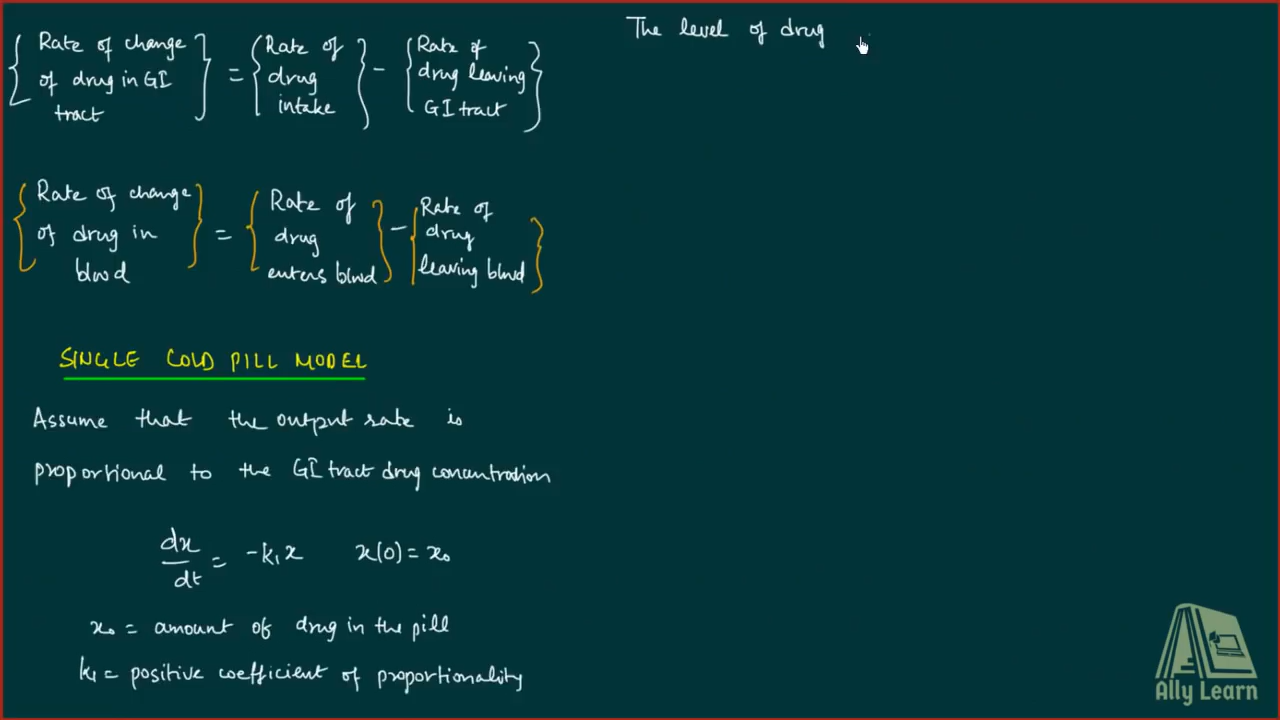 {Rate of change of drug in GI tract} = {Rate of drug intake} - {Rate of drug leaving GI tract}
{Rate of change of drug in blood} = {Rate of drug enters blood} - {Rate of drug leaving blood}
SINGLE COLD PILL MODEL
Assume that the output rate is
proportional to the GI tract drug concentration
dx/dt = -k₁x x(0) = x₀
x₀ = amount of drug in the pill
k₁ = positive coefficient of proportionality
The level of drug
Ally Learn